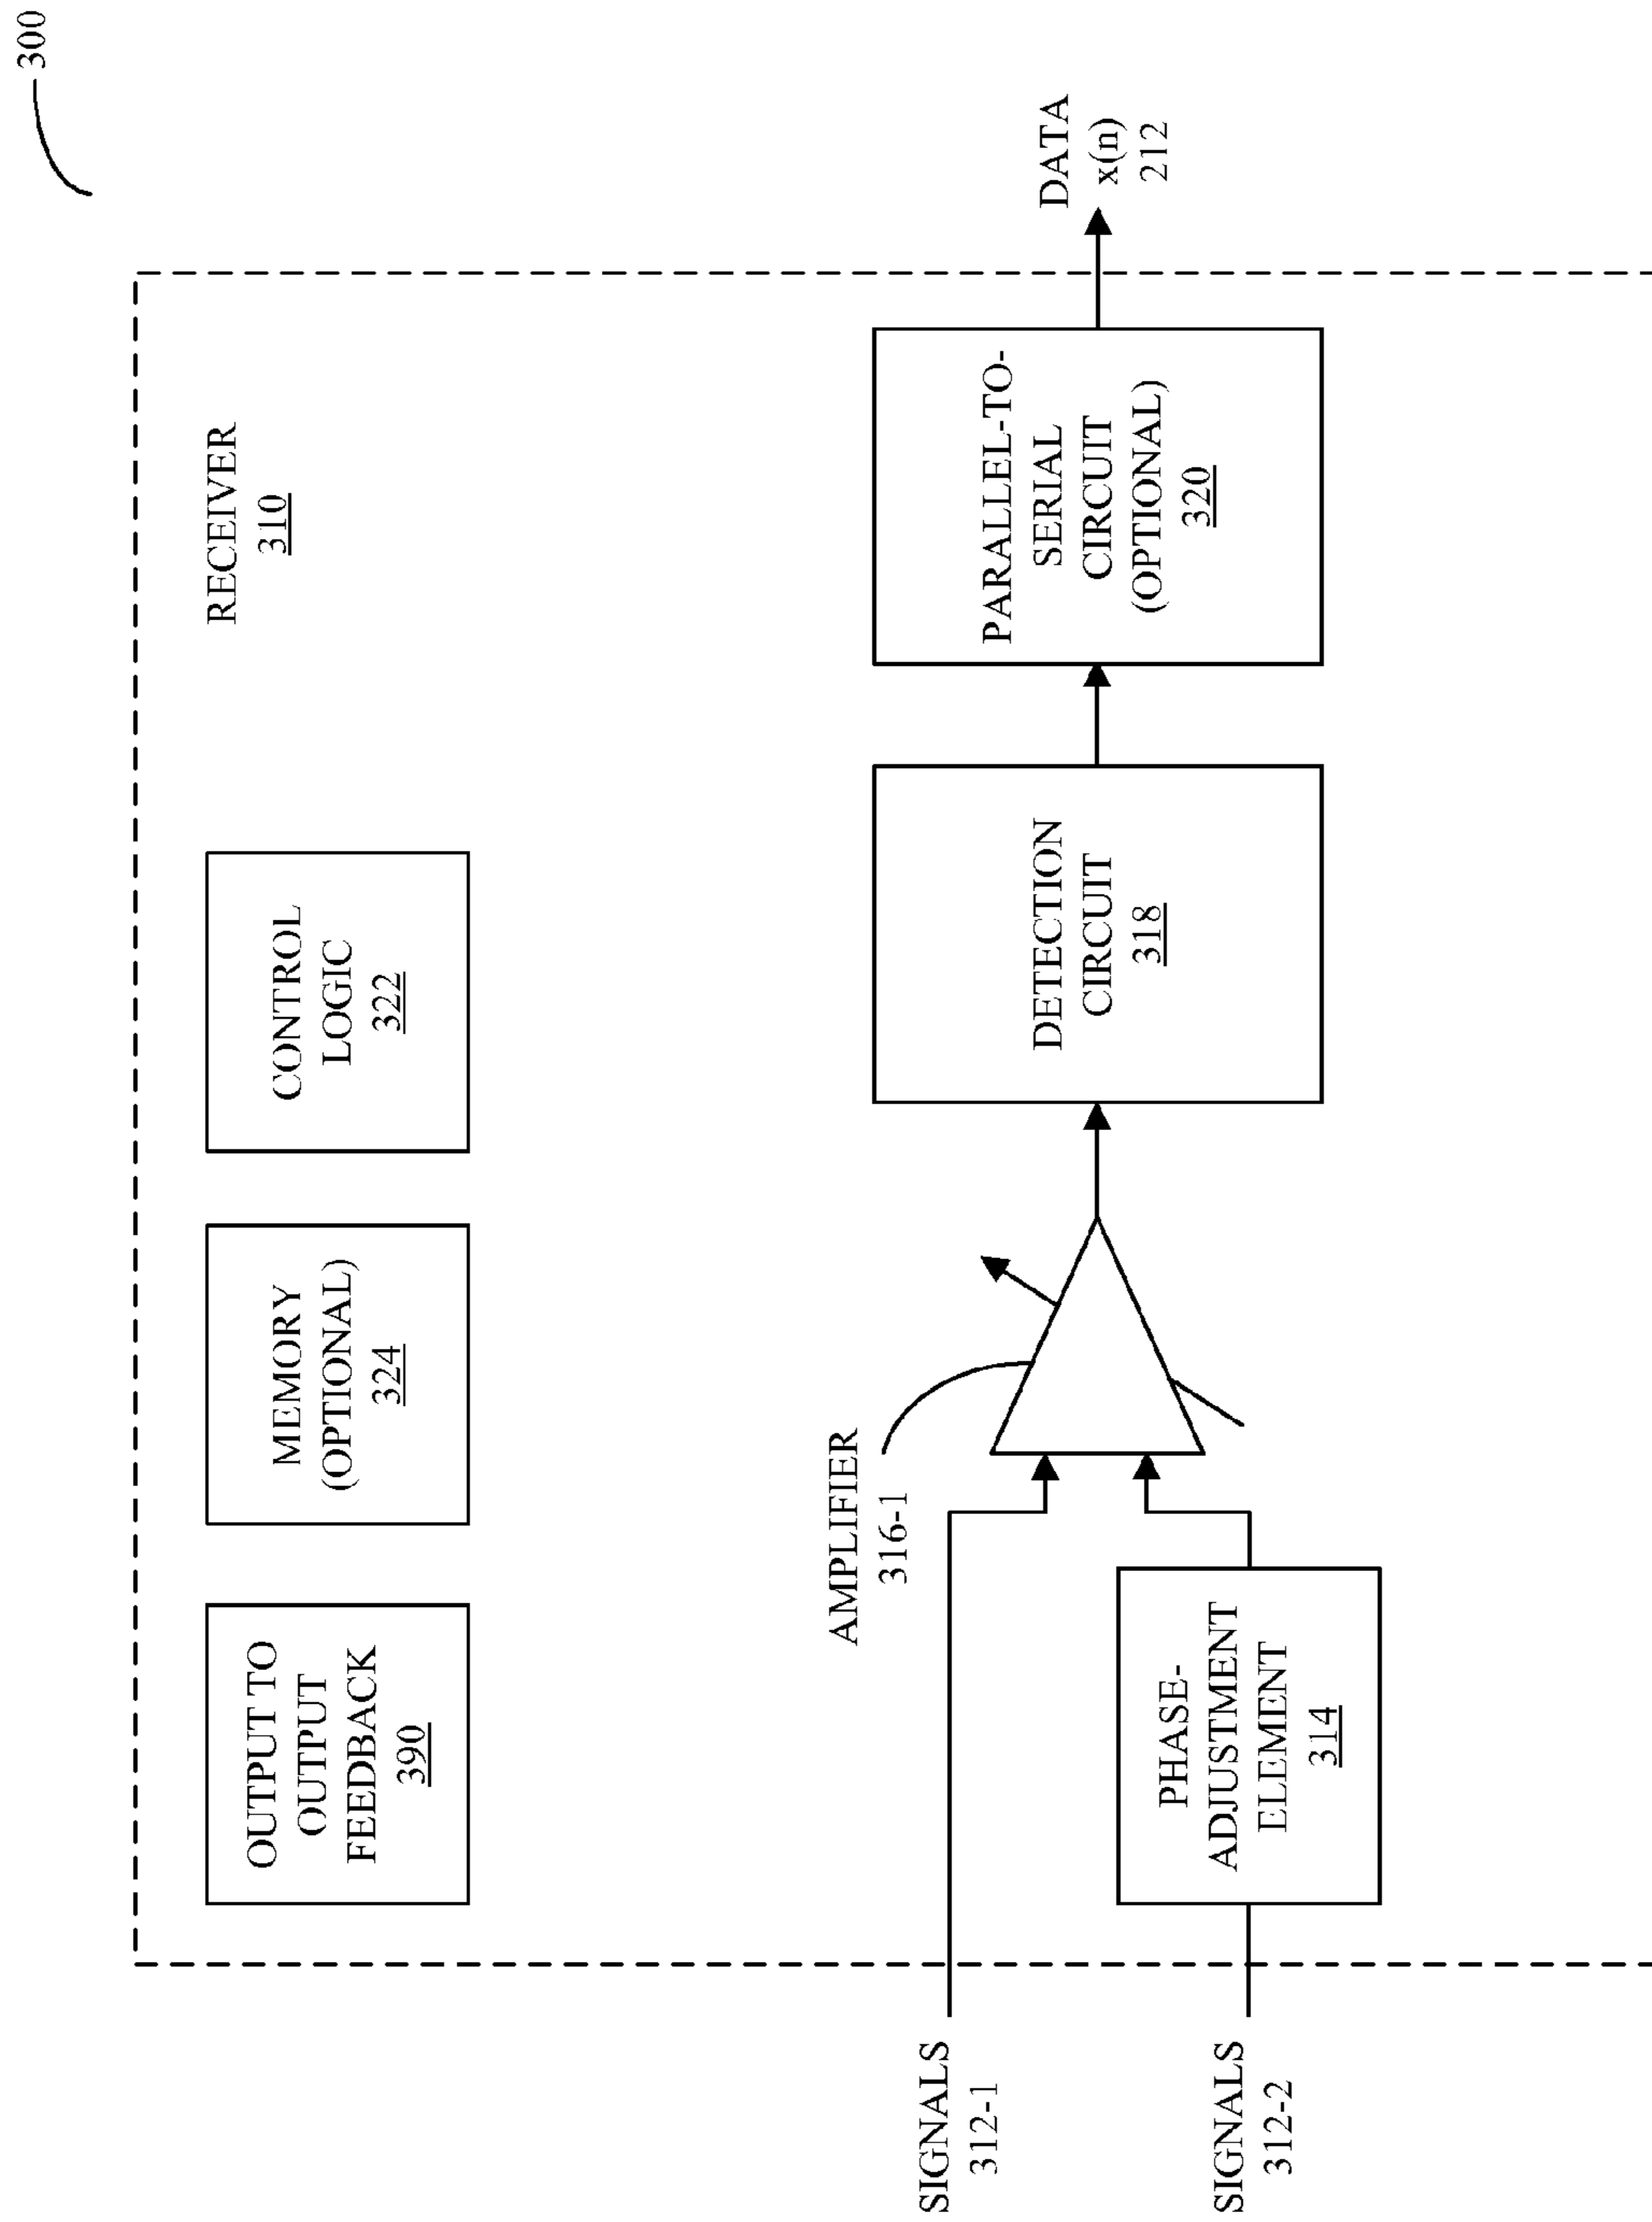 300
RECEIVER
310
OUTPUT TO
OUTPUT
FEEDBACK
390
MEMORY
(OPTIONAL)
324
CONTROL
LOGIC
322
AMPLIFIER
316-1
SIGNALS
312-1
SIGNALS
312-2
PHASE-
ADJUSTMENT
ELEMENT
314
DETECTION
CIRCUIT
318
PARALLEL-TO-
SERIAL
CIRCUIT
(OPTIONAL)
320
DATA
x(n)
212